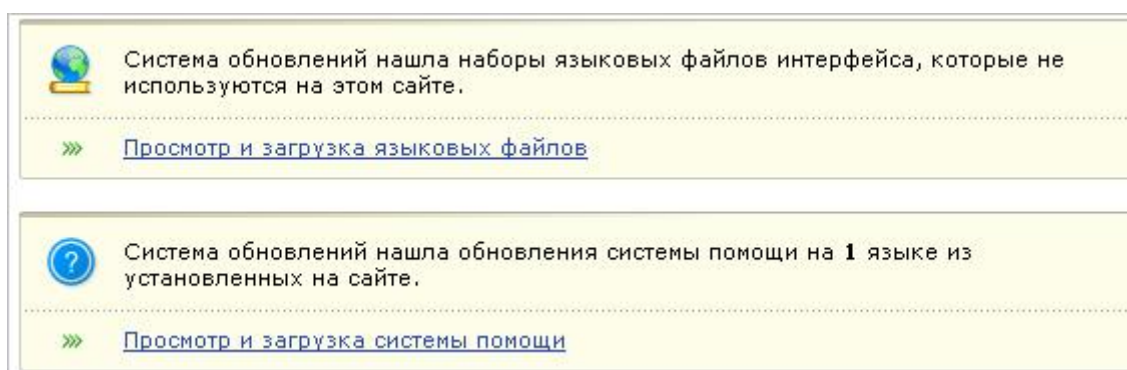 Система обновлений нашла наборы языковых файлов интерфейса, которые не
используются на этом сайте.
Просмотр и загрузка языковых файлов
Система обновлений нашла обновления системы помощи на 1 языке из
установленных на сайте.
Просмотр и загрузка системы помощи